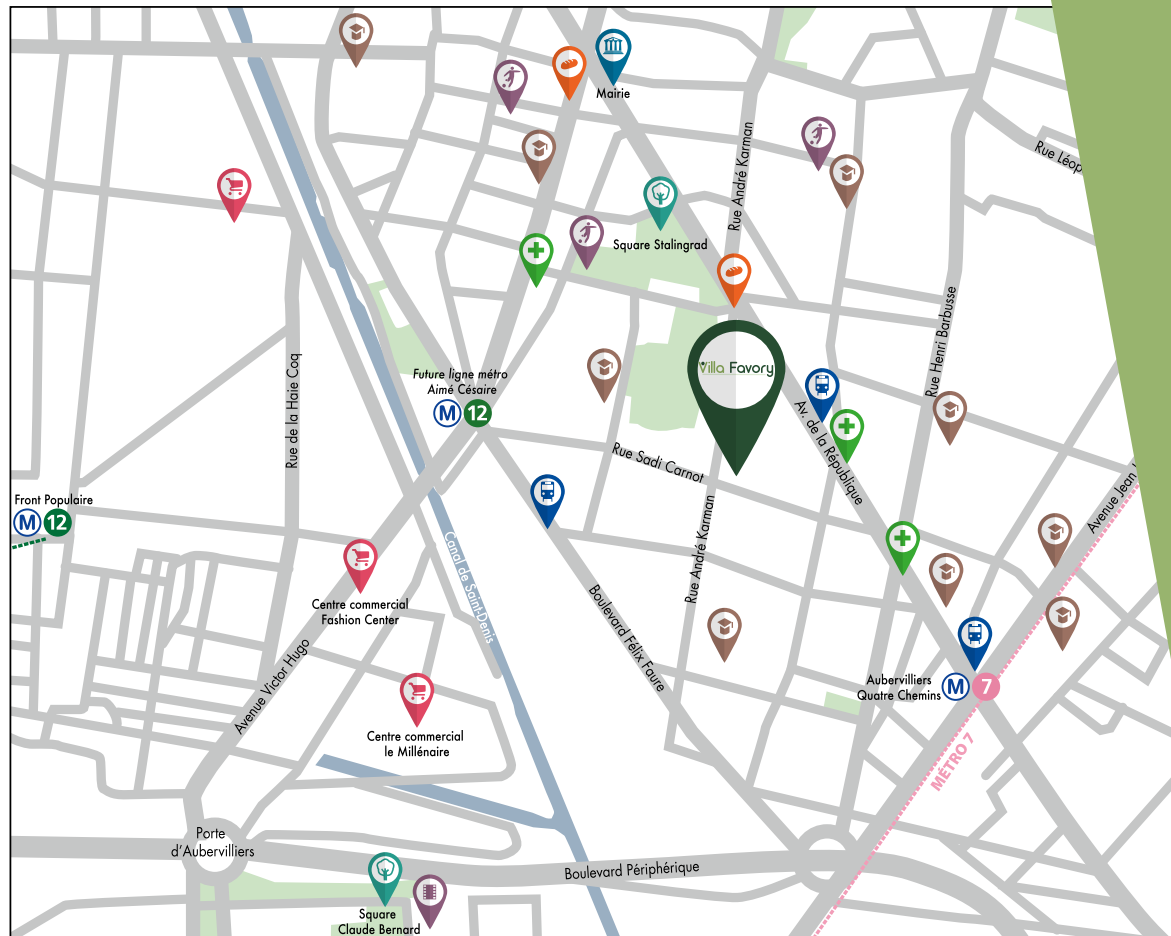 Mairie
Rue André Karman
Rue Léop
Square Stalingrad
Rue Henri Barbusse
Villa Favory
Future ligne métro
Aimé Césaire
M 12
Rue de la Haie Coq
Av. de la République
Rue Sadi Carnot
Front Populaire
M 12
Avenue Jean J
Rue André Karman
Canal de Saint-Denis
Centre commercial
Fashion Center
Boulevard Félix Faure
Avenue Victor Hugo
Aubervilliers
Quatre Chemins
M 7
Centre commercial
le Millénaire
MÉTRO 7
Porte
d'Aubervilliers
Boulevard Périphérique
Square
Claude Bernard